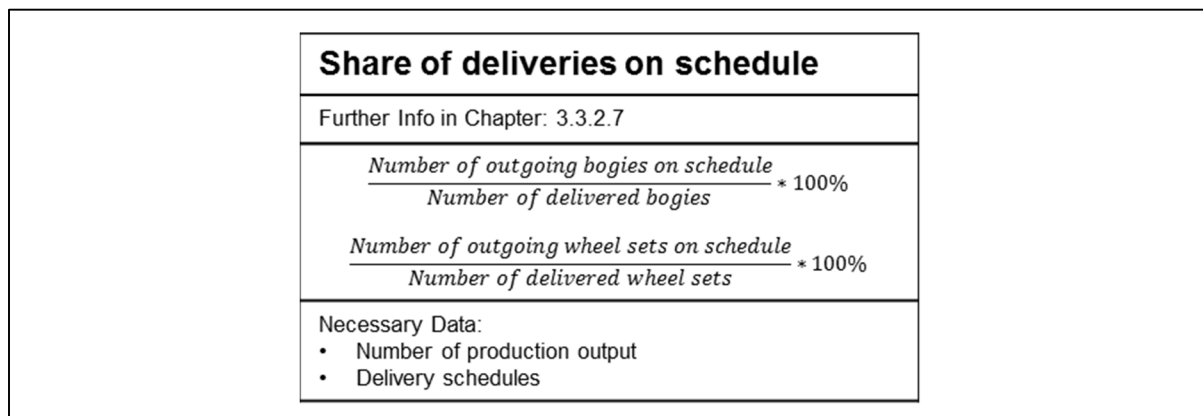 Share of deliveries on schedule
Further Info in Chapter: 3.3.2.7
Number of outgoing bogies on schedule
Number of delivered bogies
* 100%
Number of outgoing wheel sets on schedule
Number of delivered wheel sets
* 100%
Necessary Data:
• Number of production output
• Delivery schedules